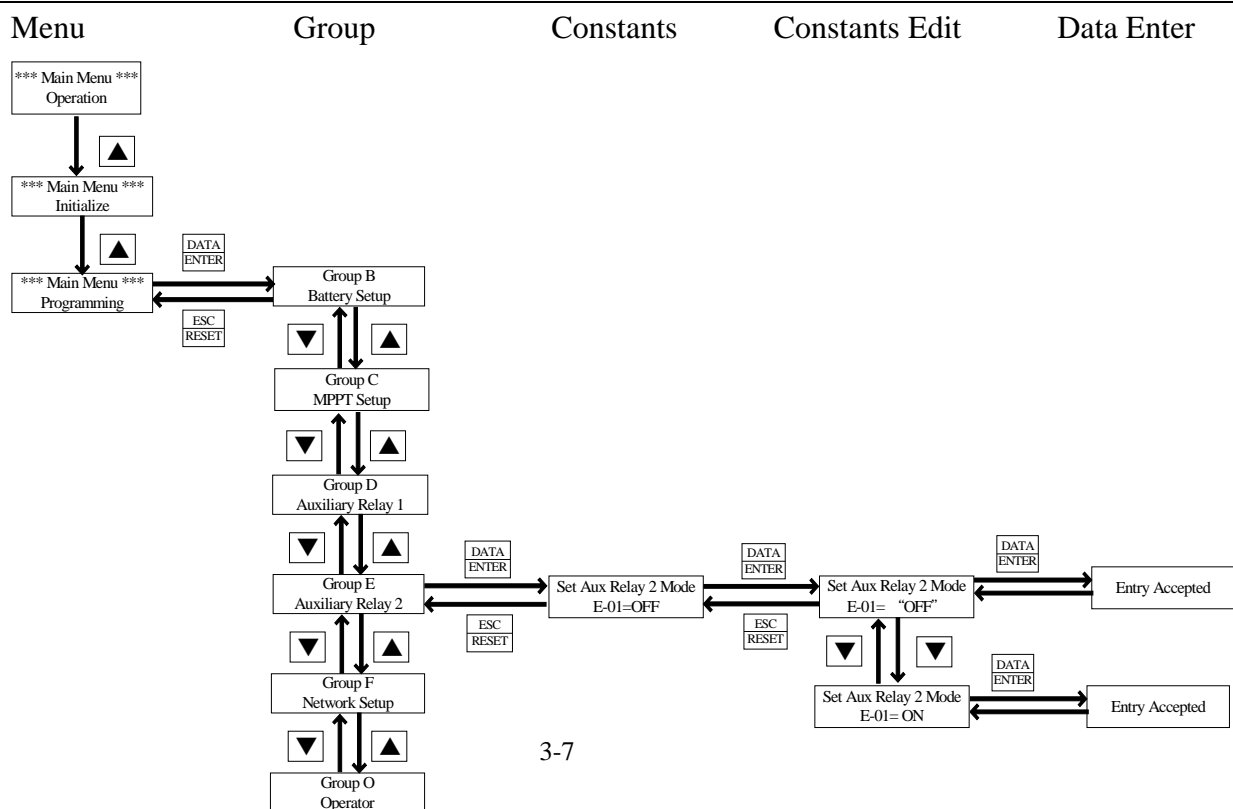 Menu Group Constants Constants Edit Data Enter
*** Main Menu ***
Operation
▲
*** Main Menu ***
Initialize
▲
DATA
ENTER
*** Main Menu ***
Programming
ESC
RESET
Group B
Battery Setup
▼ ▲
Group C
MPPT Setup
▼ ▲
Group D
Auxiliary Relay 1
▼ ▲
Group E
Auxiliary Relay 2
DATA
ENTER
ESC
RESET
Set Aux Relay 2 Mode
E-01=OFF
DATA
ENTER
ESC
RESET
Set Aux Relay 2 Mode
E-01= “OFF”
DATA
ENTER
Entry Accepted
▼ ▼
Set Aux Relay 2 Mode
E-01= ON
DATA
ENTER
Entry Accepted
▼ ▲
Group F
Network Setup
▼ ▲
Group O
Operator
3-7